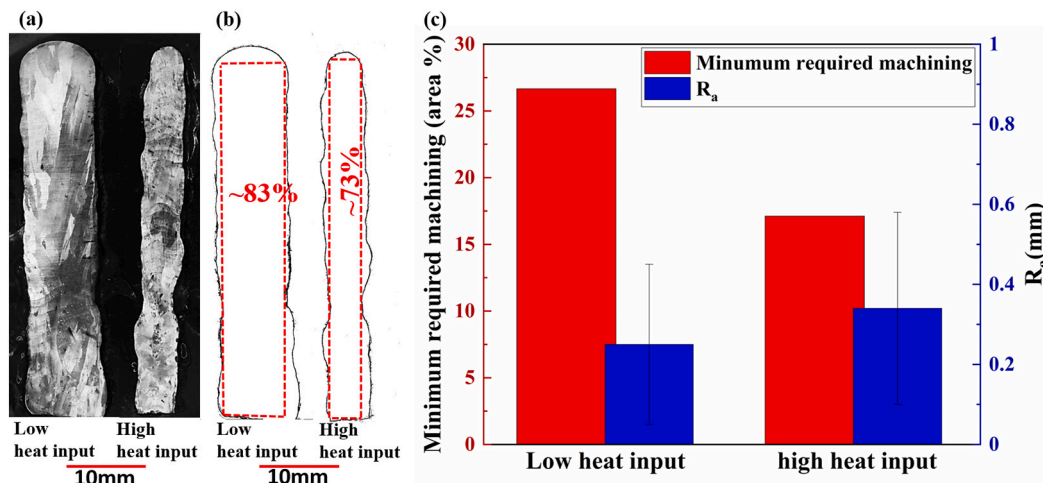 (a)
(b)
(c)
Low
heat input
High
heat input
10mm
~83%
~73%
Low
heat input
High
heat input
10mm
Minimum required machining (area %)
30
25
20
15
10
5
0
Minumum required machining
Ra
1
0.8
0.6
0.4
0.2
0
Ra(mm)
Low heat input
high heat input